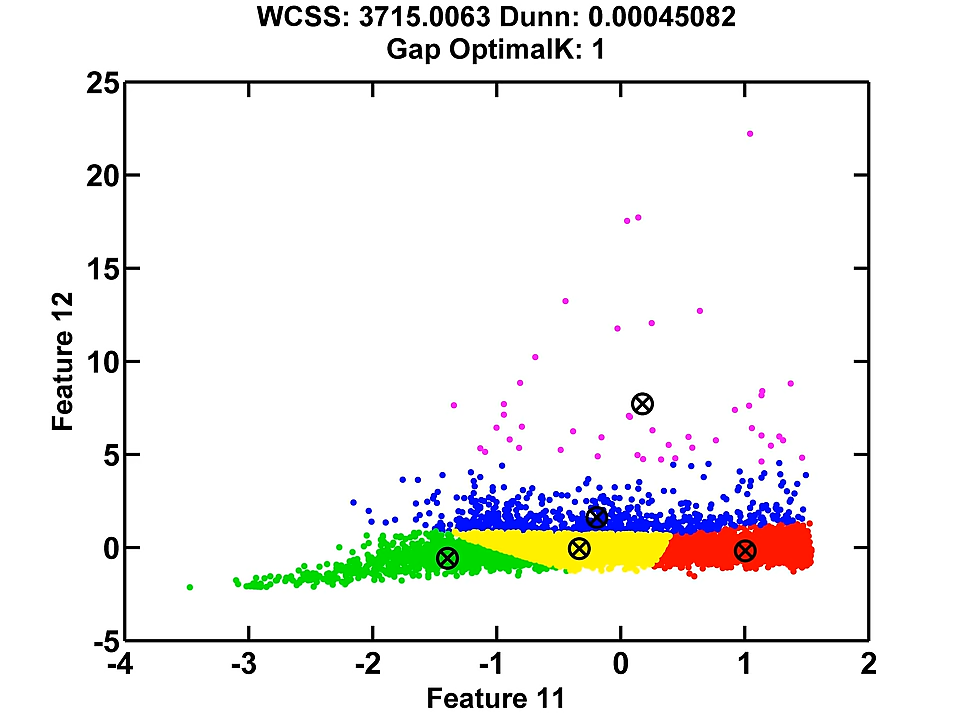 WCSS: 3715.0063 Dunn: 0.00045082
Gap OptimalK: 1
25
20
15
10
5
0
-5
-4 -3 -2 -1 0 1 2
Feature 12
Feature 11